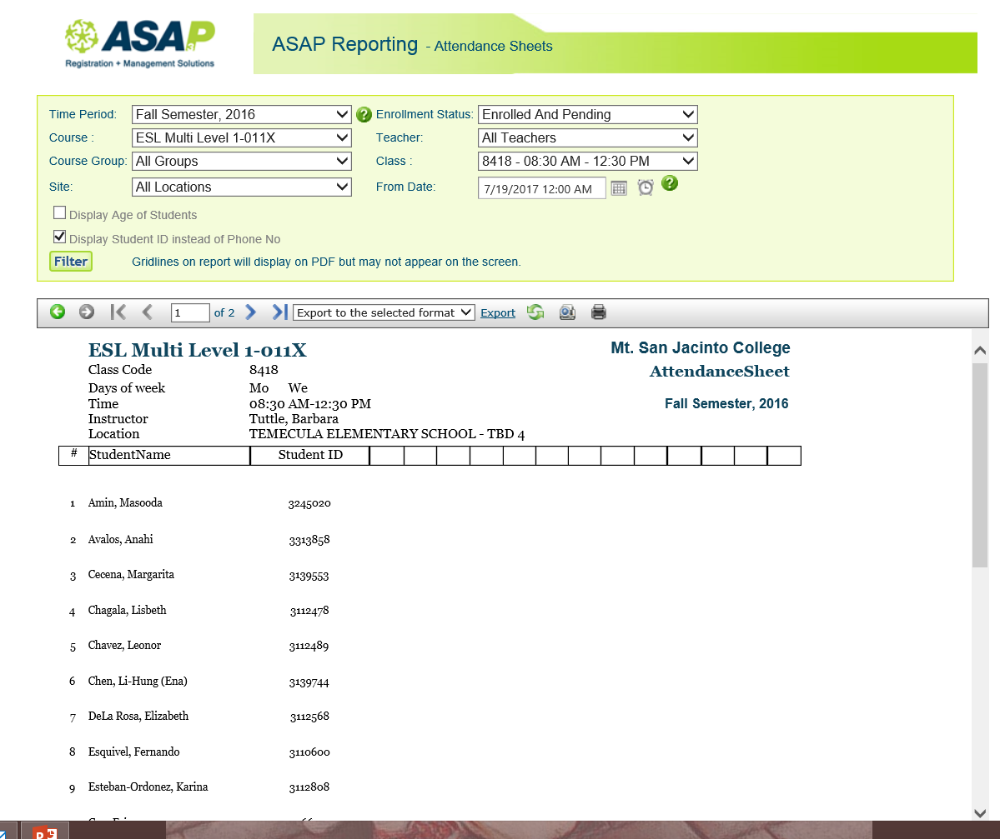 ASAP
3
Registration + Management Solutions
ASAP Reporting - Attendance Sheets
Time Period: Fall Semester, 2016 Enrollment Status: Enrolled And Pending
Course : ESL Multi Level 1-011X Teacher: All Teachers
Course Group: All Groups Class : 8418 - 08:30 AM - 12:30 PM
Site: All Locations From Date: 7/19/2017 12:00 AM
Display Age of Students
Display Student ID instead of Phone No
Filter Gridlines on report will display on PDF but may not appear on the screen.
1 of 2 Export to the selected format Export
ESL Multi Level 1-011X Mt. San Jacinto College
Class Code 8418 AttendanceSheet
Days of week Mo We
Time 08:30 AM-12:30 PM Fall Semester, 2016
Instructor Tuttle, Barbara
Location TEMECULA ELEMENTARY SCHOOL - TBD 4
# StudentName Student ID
1 Amin, Masooda 3245020
2 Avalos, Anahi 3313858
3 Cecena, Margarita 3139553
4 Chagala, Lisbeth 3112478
5 Chavez, Leonor 3112489
6 Chen, Li-Hung (Ena) 3139744
7 DeLa Rosa, Elizabeth 3112568
8 Esquivel, Fernando 3110600
9 Esteban-Ordonez, Karina 3112808